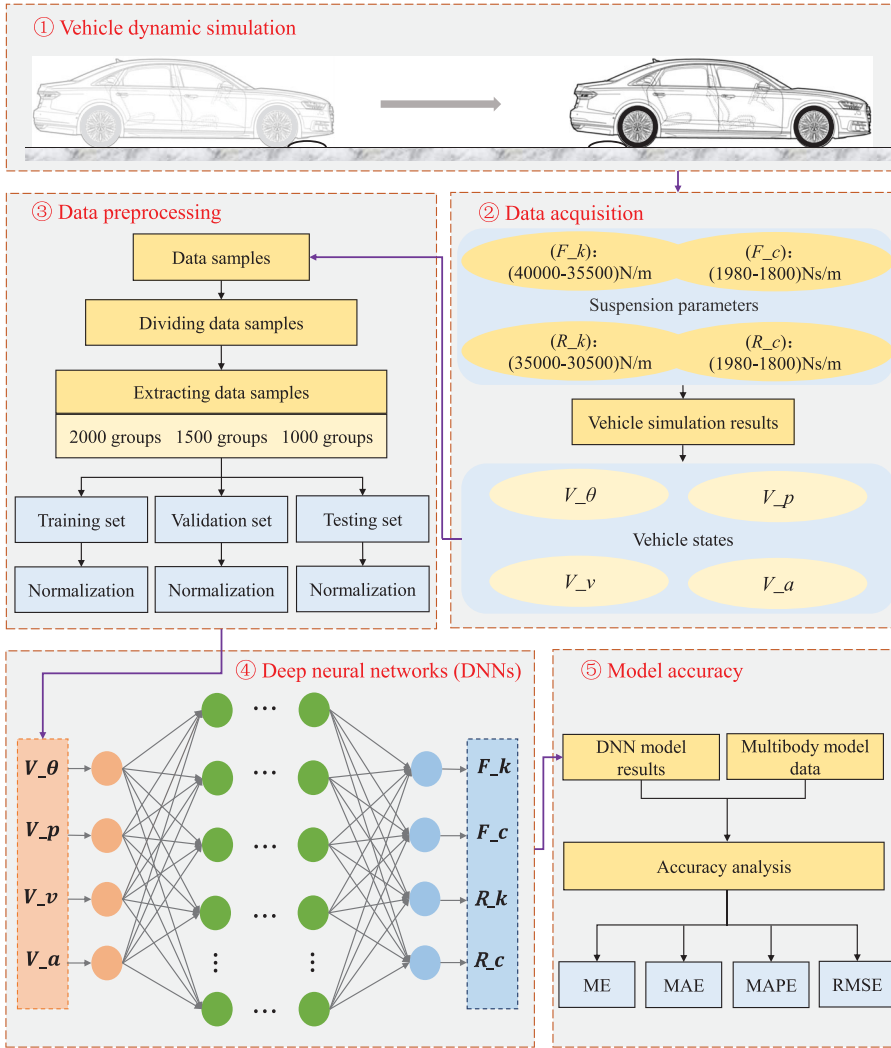 ① Vehicle dynamic simulation
② Data acquisition
(F_k):
(40000-35500)N/m
(F_c):
(1980-1800)Ns/m
Suspension parameters
(R_k):
(35000-30500)N/m
(R_c):
(1980-1800)Ns/m
Vehicle simulation results
V_θ
V_p
Vehicle states
V_v
V_a
③ Data preprocessing
Data samples
Dividing data samples
Extracting data samples
2000 groups 1500 groups 1000 groups
Training set
Validation set
Testing set
Normalization
Normalization
Normalization
④ Deep neural networks (DNNs)
V_θ
V_p
V_v
V_a
F_k
F_c
R_k
R_c
⑤ Model accuracy
DNN model
results
Multibody model
data
Accuracy analysis
ME
MAE
MAPE
RMSE